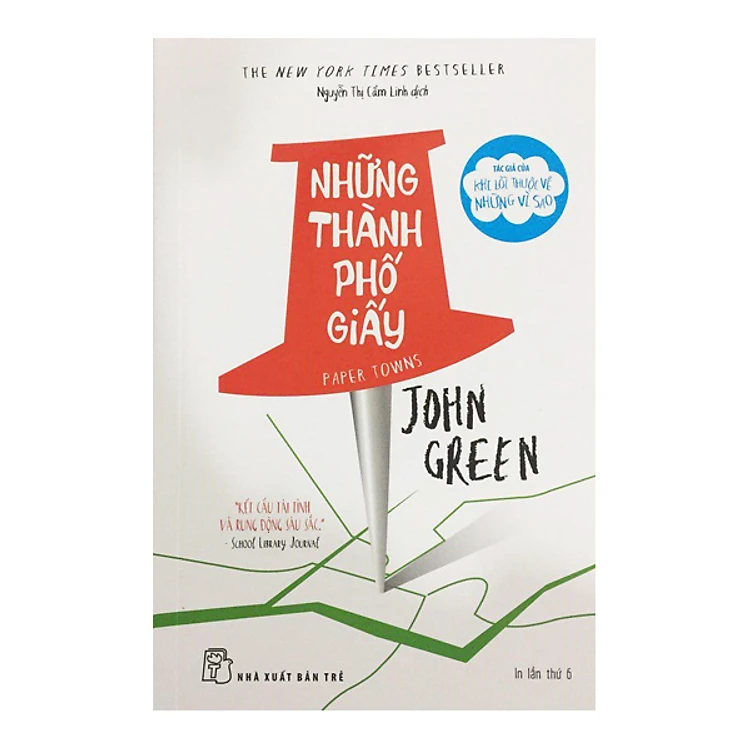 THE NEW YORK TIMES BESTSELLER
Nguyễn Thị Cẩm Linh dịch
NHỮNG
THÀNH
PHỐ
GIẤY
PAPER TOWNS
TÁC GIẢ CỦA
KHI LỖI THUỘC VỀ
NHỮNG VÌ SAO
JOHN
GREEN
"KẾT CẤU TÀI TÌNH
VÀ RUNG ĐỘNG SÂU SẮC."
- SCHOOL LIBRARY JOURNAL
NHÀ XUẤT BẢN TRẺ
In lần thứ 6